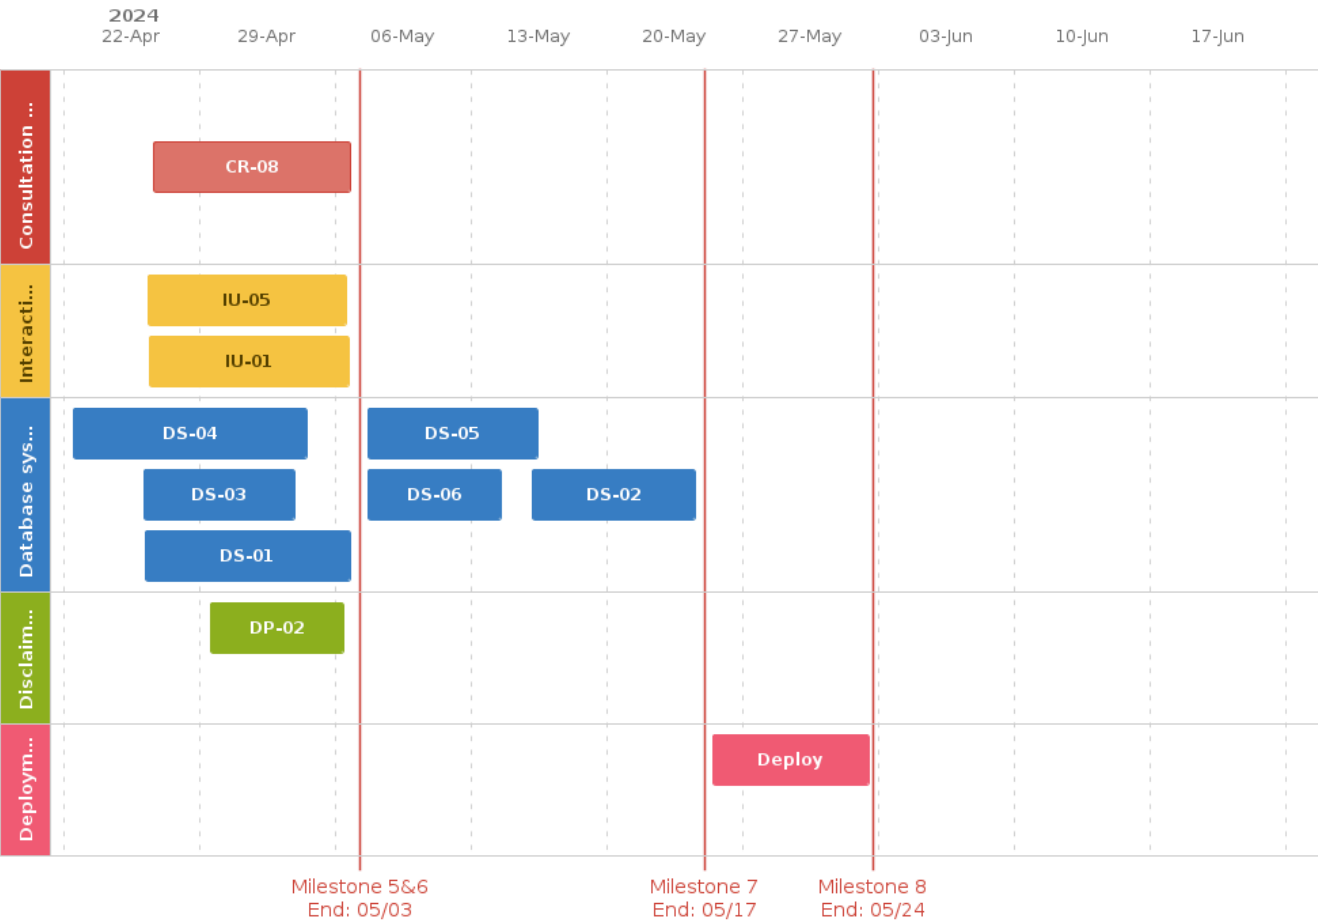 2024
22-Apr 29-Apr 06-May 13-May 20-May 27-May 03-Jun 10-Jun 17-Jun
Consultation ...
CR-08
Interacti...
IU-05
IU-01
Database sys...
DS-04 DS-05
DS-03 DS-06 DS-02
DS-01
Disclaim...
DP-02
Deploym...
Deploy
Milestone 5&6 Milestone 7 Milestone 8
End: 05/03 End: 05/17 End: 05/24